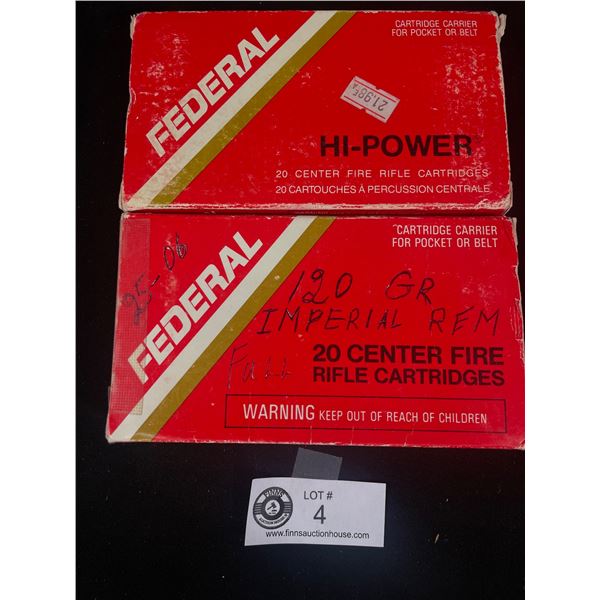 FEDERAL
CARTRIDGE CARRIER
FOR POCKET OR BELT
21.98
HI-POWER
20 CENTER FIRE RIFLE CARTRIDGES
20 CARTOUCHES À PERCUSSION CENTRALE
25-06
FEDERAL
CARTRIDGE CARRIER
FOR POCKET OR BELT
120 GR
IMPERIAL REM
Fall
20 CENTER FIRE
RIFLE CARTRIDGES
WARNING KEEP OUT OF REACH OF CHILDREN
FINNS
LOT #
4
www.finnsauctionhouse.com